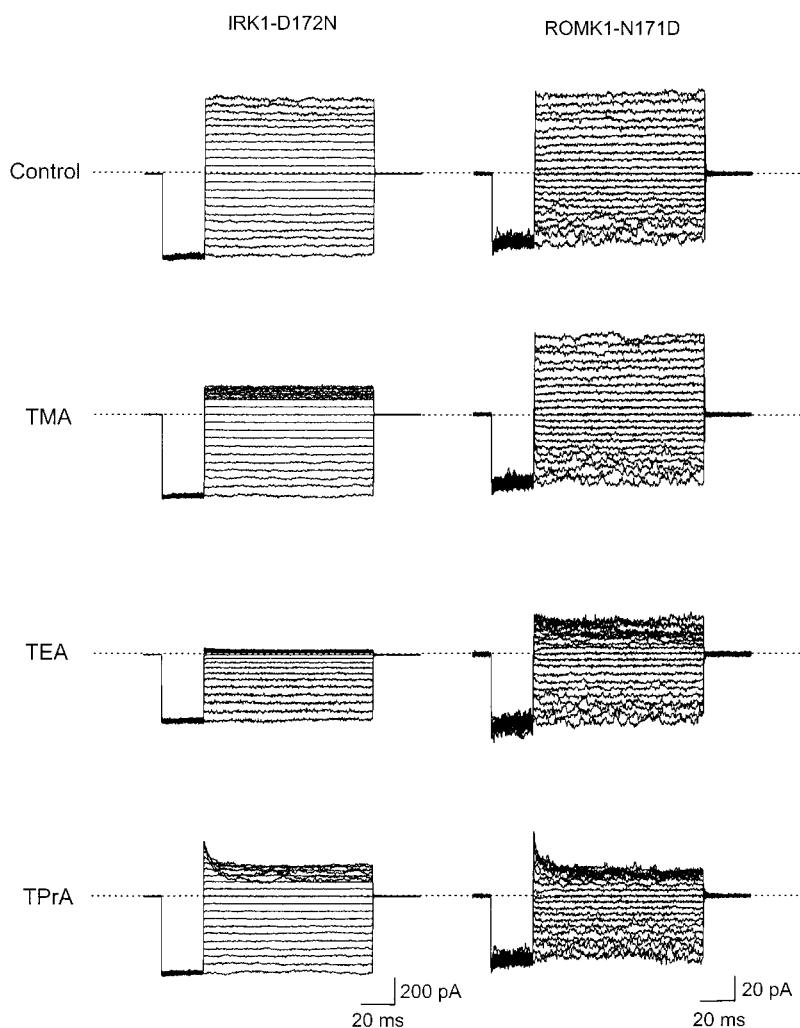 IRK1-D172N
ROMK1-N171D
Control
TMA
TEA
TPrA
200 pA
20 ms
20 pA
20 ms